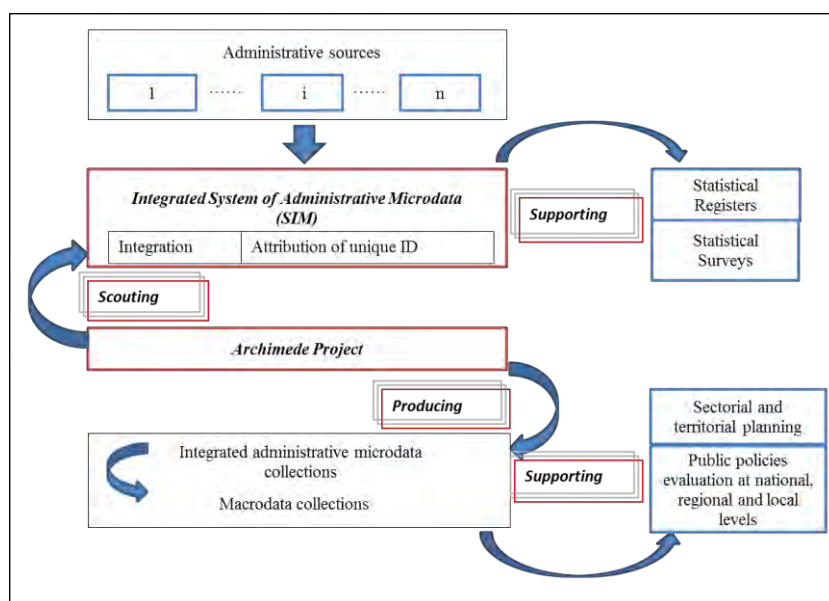 Administrative sources
1 ...... i ...... n
Integrated System of Administrative Microdata
(SIM)
Integration Attribution of unique ID
Supporting
Statistical
Registers
Statistical
Surveys
Scouting
Archimede Project
Producing
Integrated administrative microdata
collections
Macrodata collections
Supporting
Sectorial and
territorial planning
Public policies
evaluation at national,
regional and local
levels